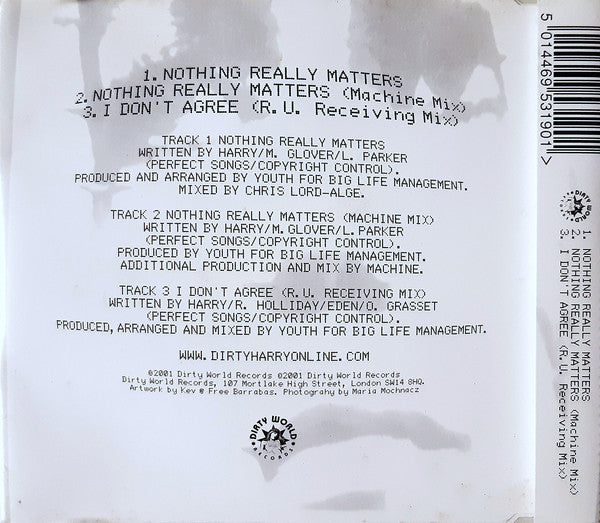 1. NOTHING REALLY MATTERS
2. NOTHING REALLY MATTERS (Machine Mix)
3. I DON'T AGREE (R.U. Receiving Mix)
TRACK 1 NOTHING REALLY MATTERS
WRITTEN BY HARRY/M. GLOVER/L. PARKER
(PERFECT SONGS/COPYRIGHT CONTROL).
PRODUCED AND ARRANGED BY YOUTH FOR BIG LIFE MANAGEMENT.
MIXED BY CHRIS LORD-ALGE.
TRACK 2 NOTHING REALLY MATTERS (MACHINE MIX)
WRITTEN BY HARRY/M. GLOVER/L. PARKER
(PERFECT SONGS/COPYRIGHT CONTROL).
PRODUCED BY YOUTH FOR BIG LIFE MANAGEMENT.
ADDITIONAL PRODUCTION AND MIX BY MACHINE.
TRACK 3 I DON'T AGREE (R.U. RECEIVING MIX)
WRITTEN BY HARRY/R. HOLLIDAY/EDEN/O. GRASSET
(PERFECT SONGS/COPYRIGHT CONTROL).
PRODUCED, ARRANGED AND MIXED BY YOUTH FOR BIG LIFE MANAGEMENT.
WWW.DIRTYHARRYONLINE.COM
℗2001 Dirty World Records ©2001 Dirty World Records
Dirty World Records, 107 Mortlake High Street, London SW14 8HQ.
Artwork by Kev @ Free Barrabas. Photograhy by Maria Mochnacz
DIRTY WORLD
RECORDS
5 014469 531901 >
DIRTY WORLD
RECORDS
1. NOTHING REALLY MATTERS
2. NOTHING REALLY MATTERS (Machine Mix)
3. I DON'T AGREE (R.U. Receiving Mix)